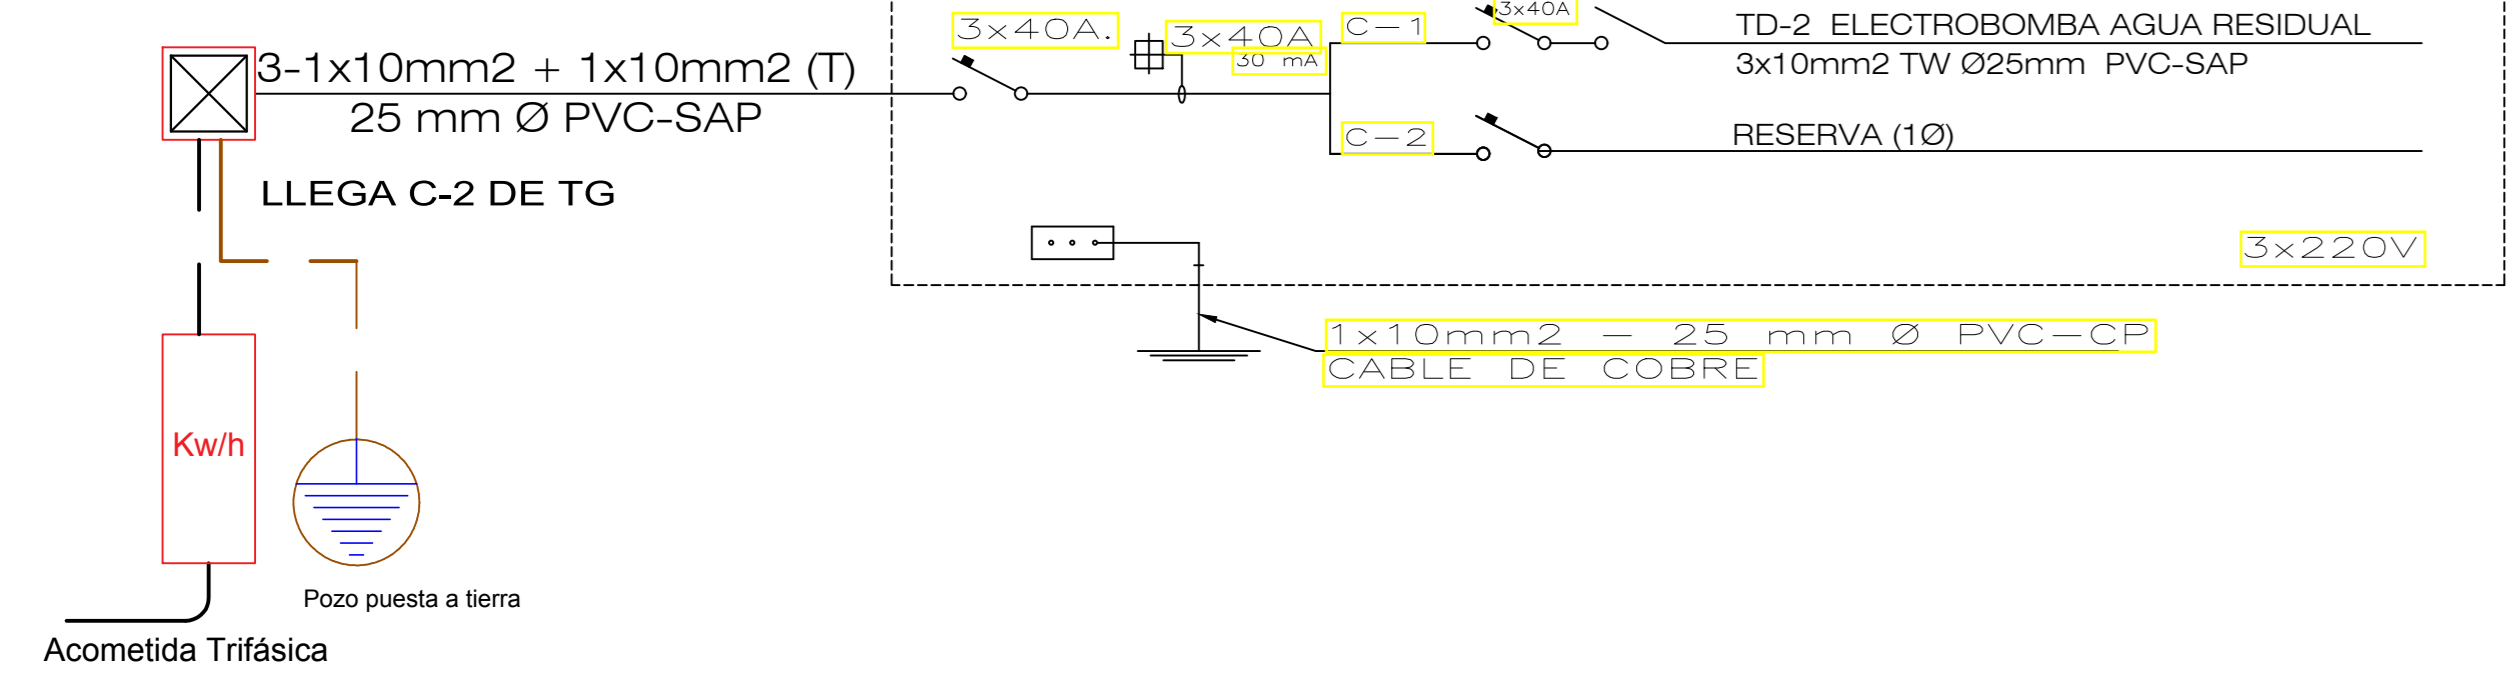 3x40A.
3x40A
30 mA
C-1
3x40A
TD-2 ELECTROBOMBA AGUA RESIDUAL
3x10mm2 TW Ø25mm PVC-SAP
3-1x10mm2 + 1x10mm2 (T)
25 mm Ø PVC-SAP
C-2
RESERVA (1Ø)
LLEGA C-2 DE TG
3x220V
1x10mm2 - 25 mm Ø PVC-CP
CABLE DE COBRE
Kw/h
Pozo puesta a tierra
Acometida Trifásica